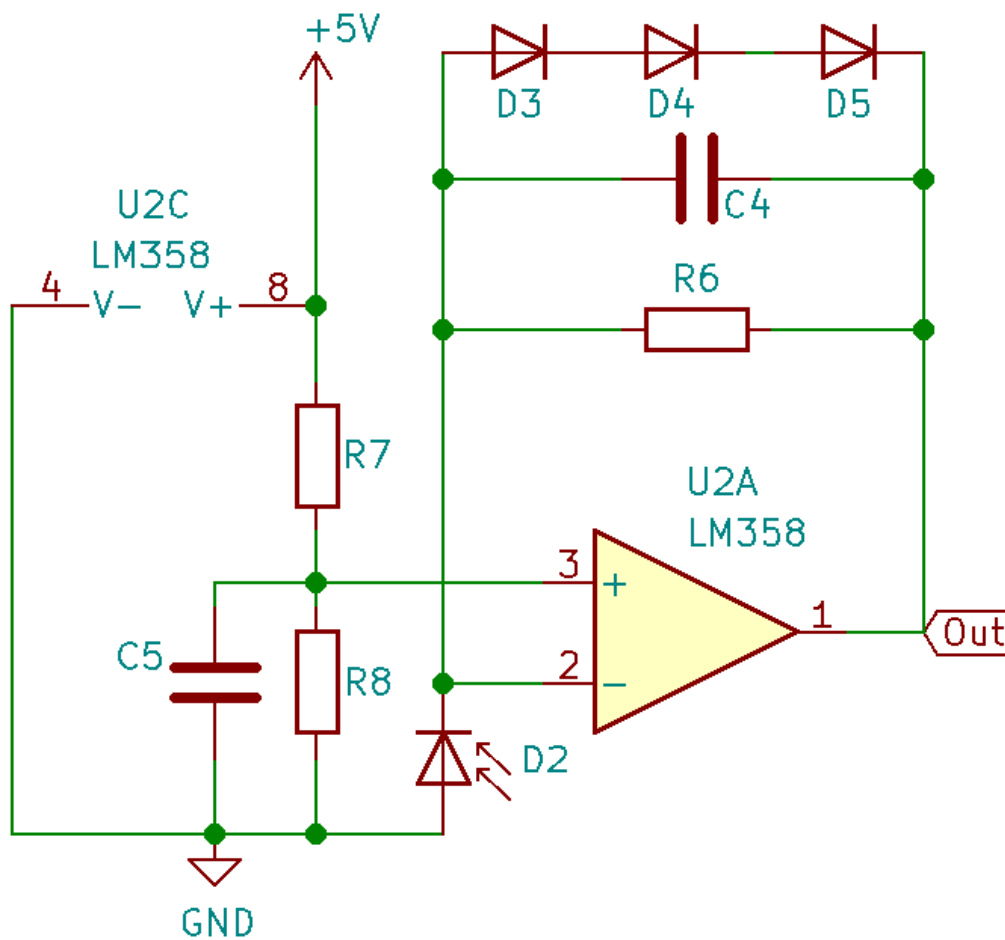 +5V
D3
D4
D5
U2C
LM358
C4
4
V-
V+
8
R6
R7
U2A
LM358
3
+
1
Out
C5
R8
2
-
D2
GND